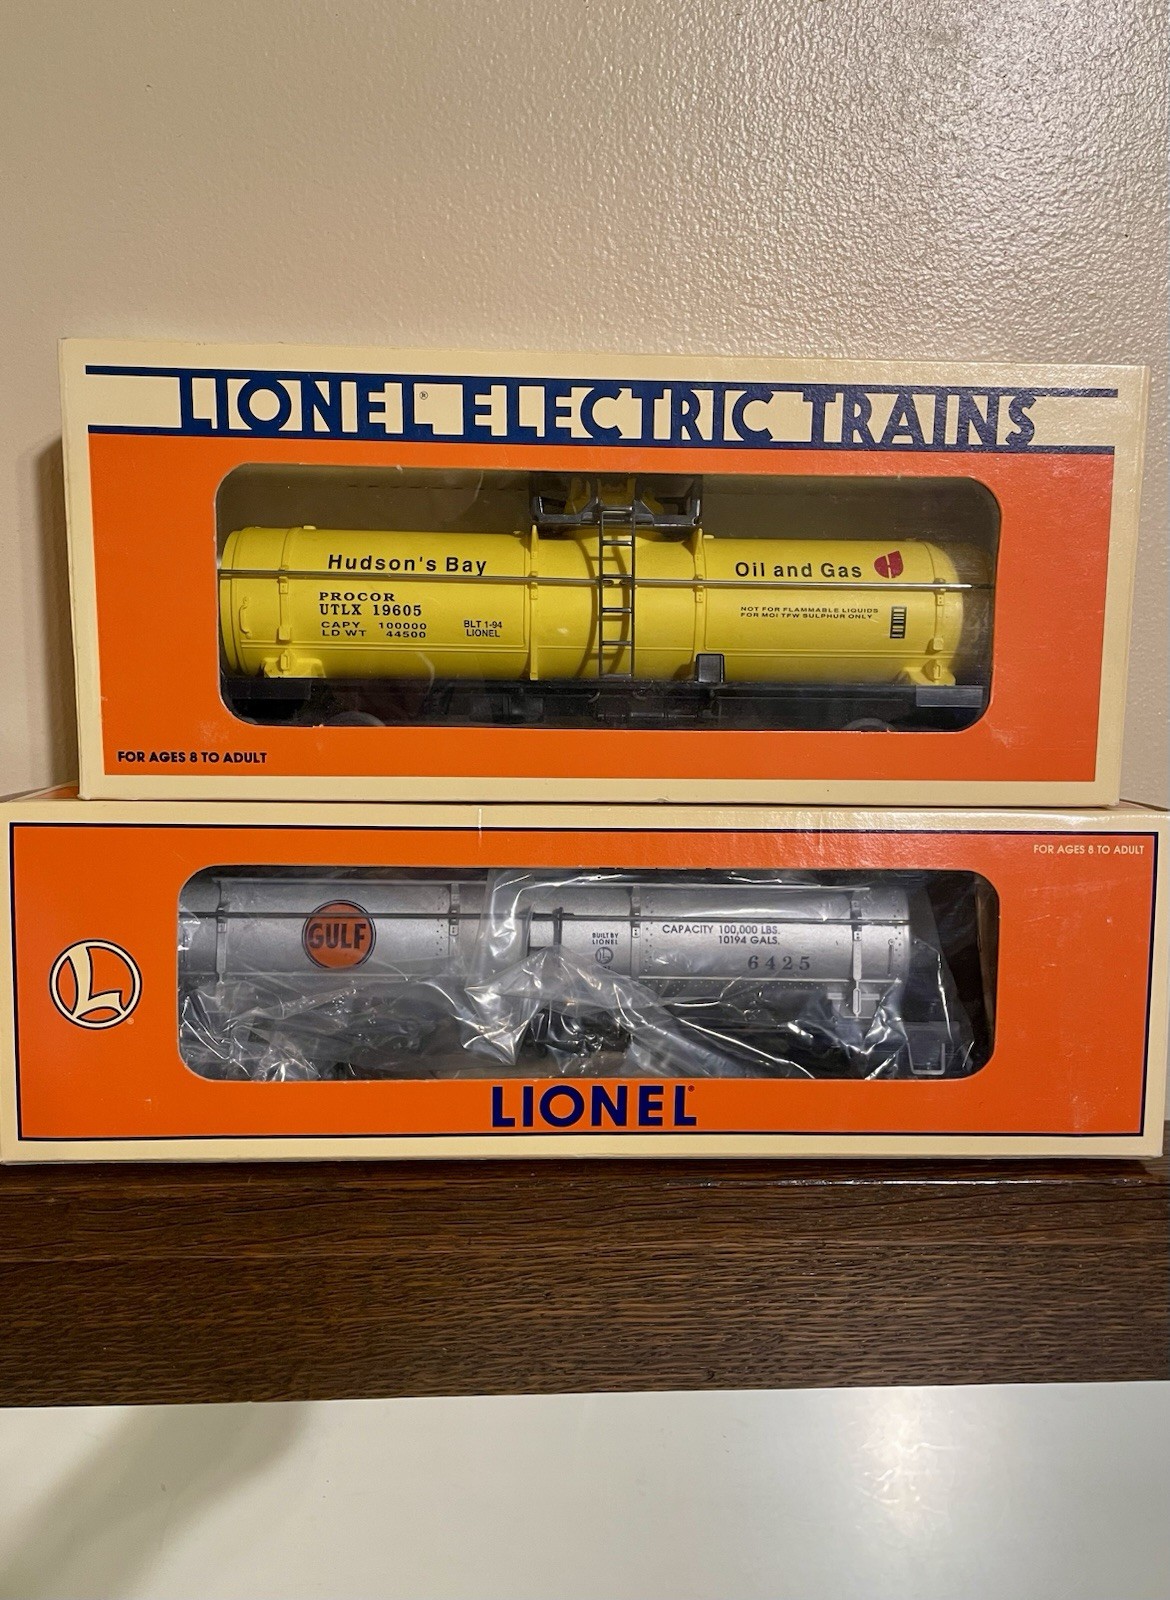 LIONEL® ELECTRIC TRAINS
Hudson's Bay
Oil and Gas
PROCOR
UTLX 19605
CAPY 100000
LD WT 44500
BLT 1-94
LIONEL
NOT FOR FLAMMABLE LIQUIDS
FOR MOLTFW SULPHUR ONLY
FOR AGES 8 TO ADULT
FOR AGES 8 TO ADULT
L
GULF
BUILT BY
LIONEL
L
CAPACITY 100,000 LBS.
10194 GALS.
6425
LIONEL®